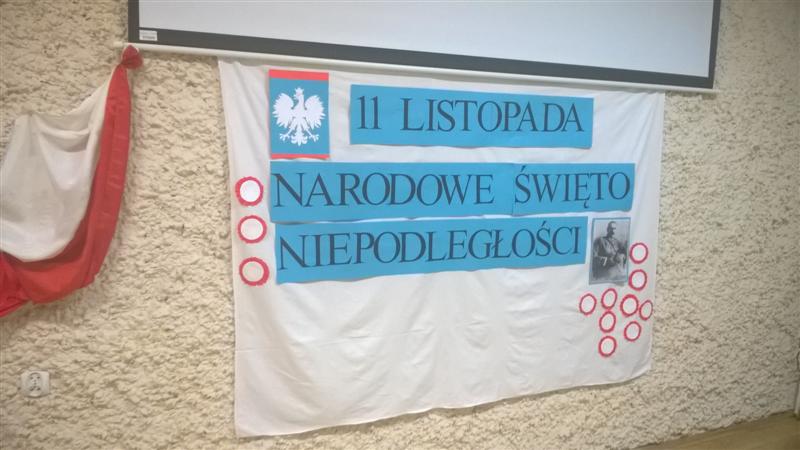 11 LISTOPADA
NARODOWE ŚWIĘTO
NIEPODLEGŁOŚCI